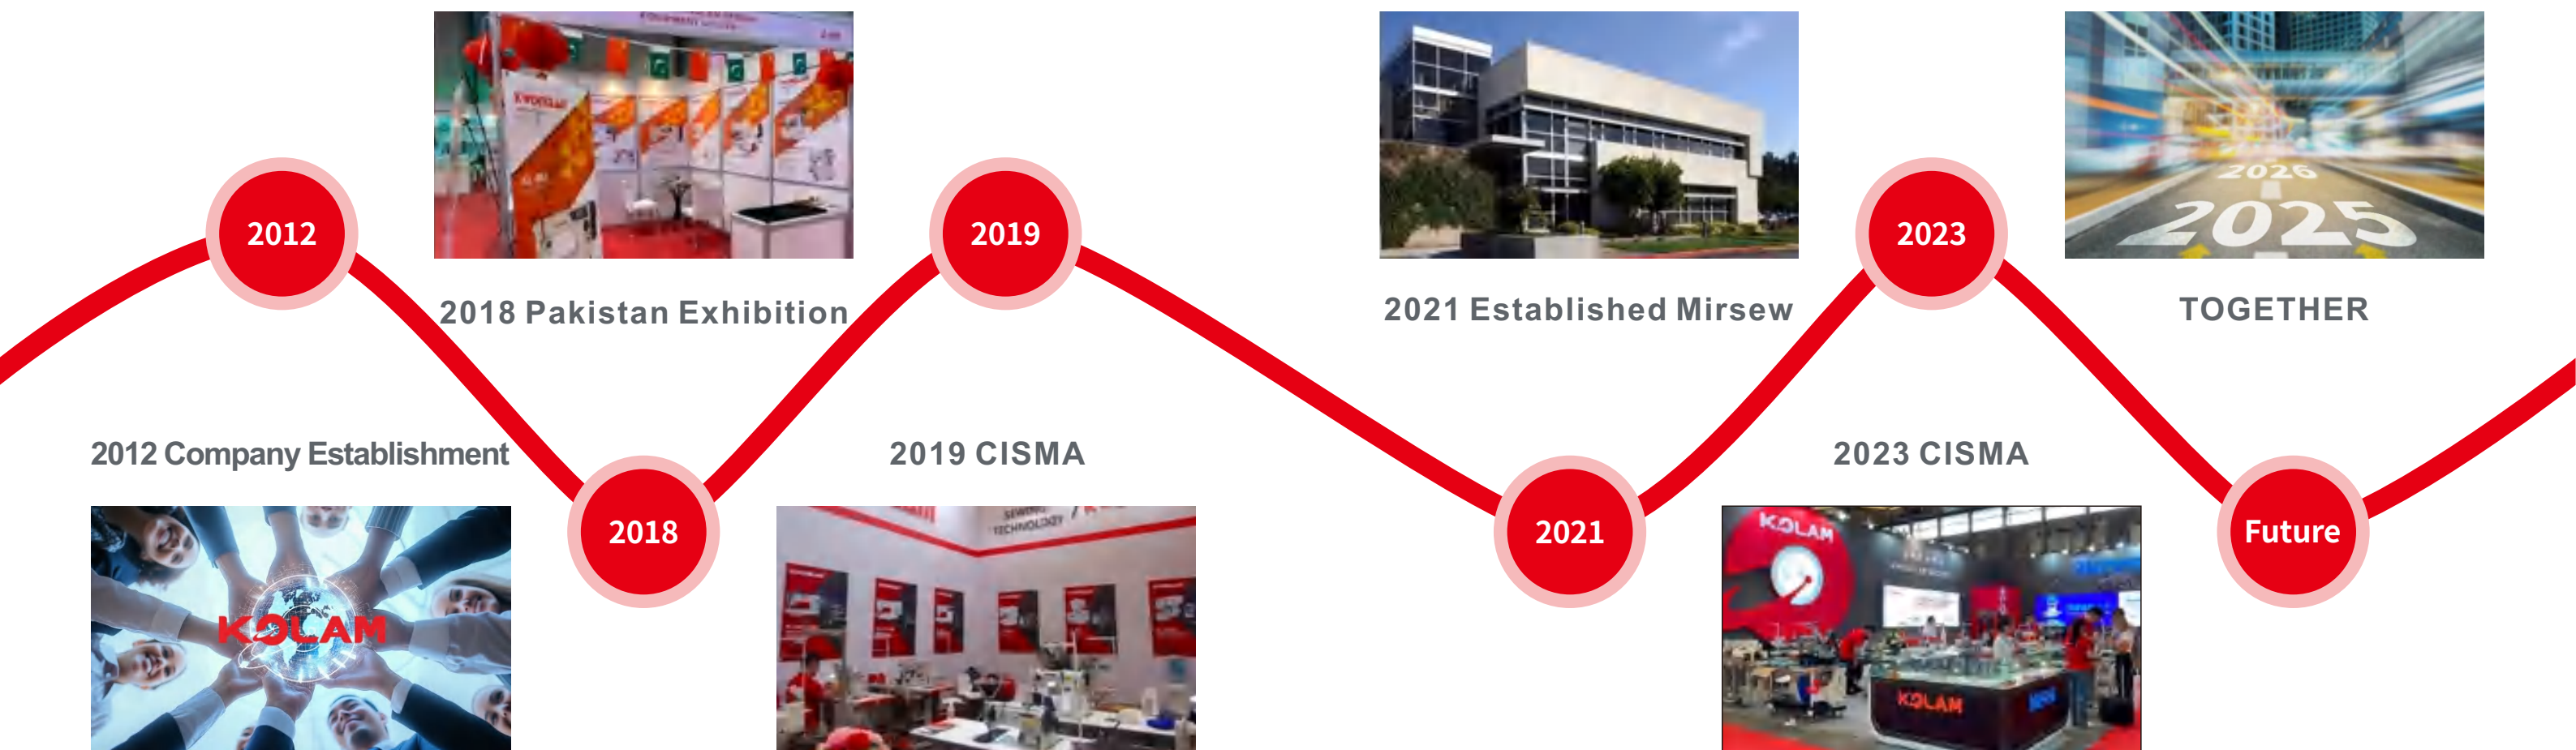 2012
2012 Company Establishment
KOLAM
2018 Pakistan Exhibition
2018
2019
2019 CISMA
SEWING
TECHNOLOGY
2021 Established Mirsew
2021
2023
2023 CISMA
KOLAM
KOLAM
2026
2025
TOGETHER
Future